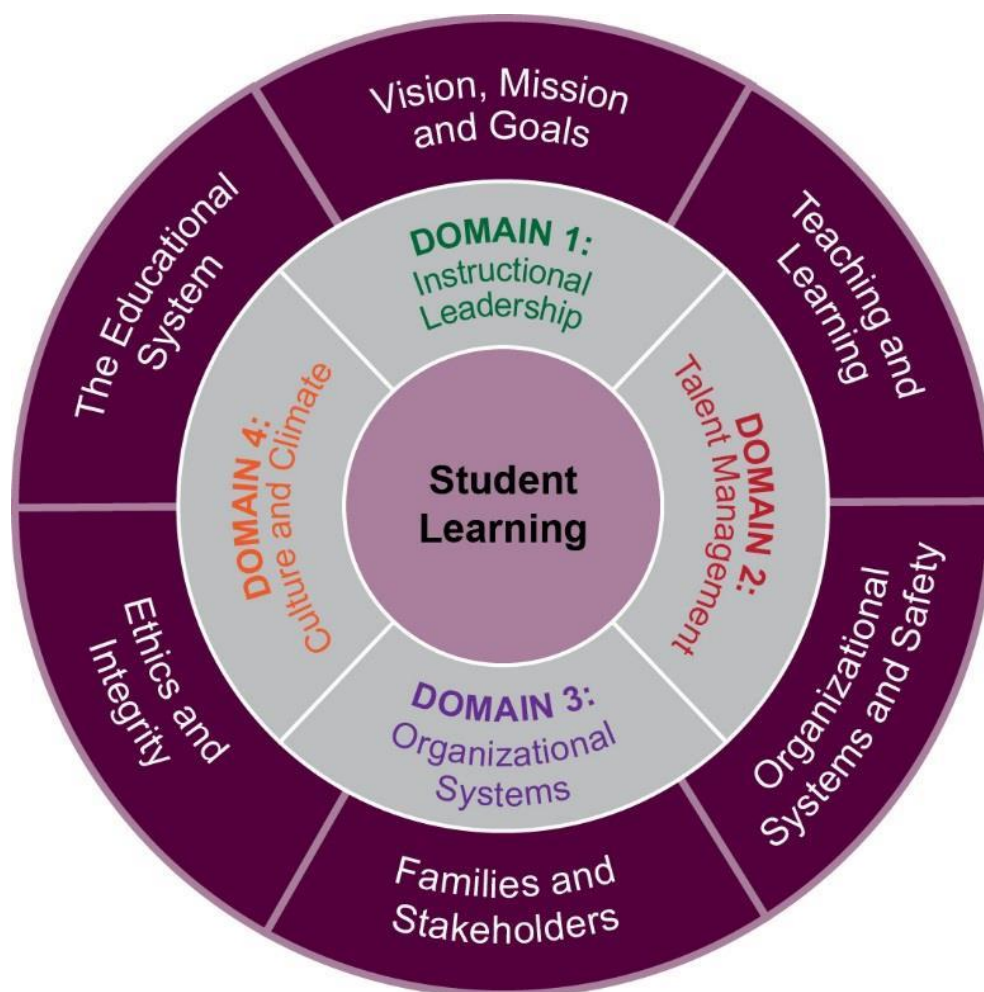 Vision, Mission
and Goals
Teaching and
Learning
Organizational
Systems and Safety
Families and
Stakeholders
Ethics and
Integrity
The Educational
System
DOMAIN 1:
Instructional
Leadership
DOMAIN 2:
Talent Management
DOMAIN 3:
Organizational
Systems
DOMAIN 4:
Culture and Climate
Student
Learning